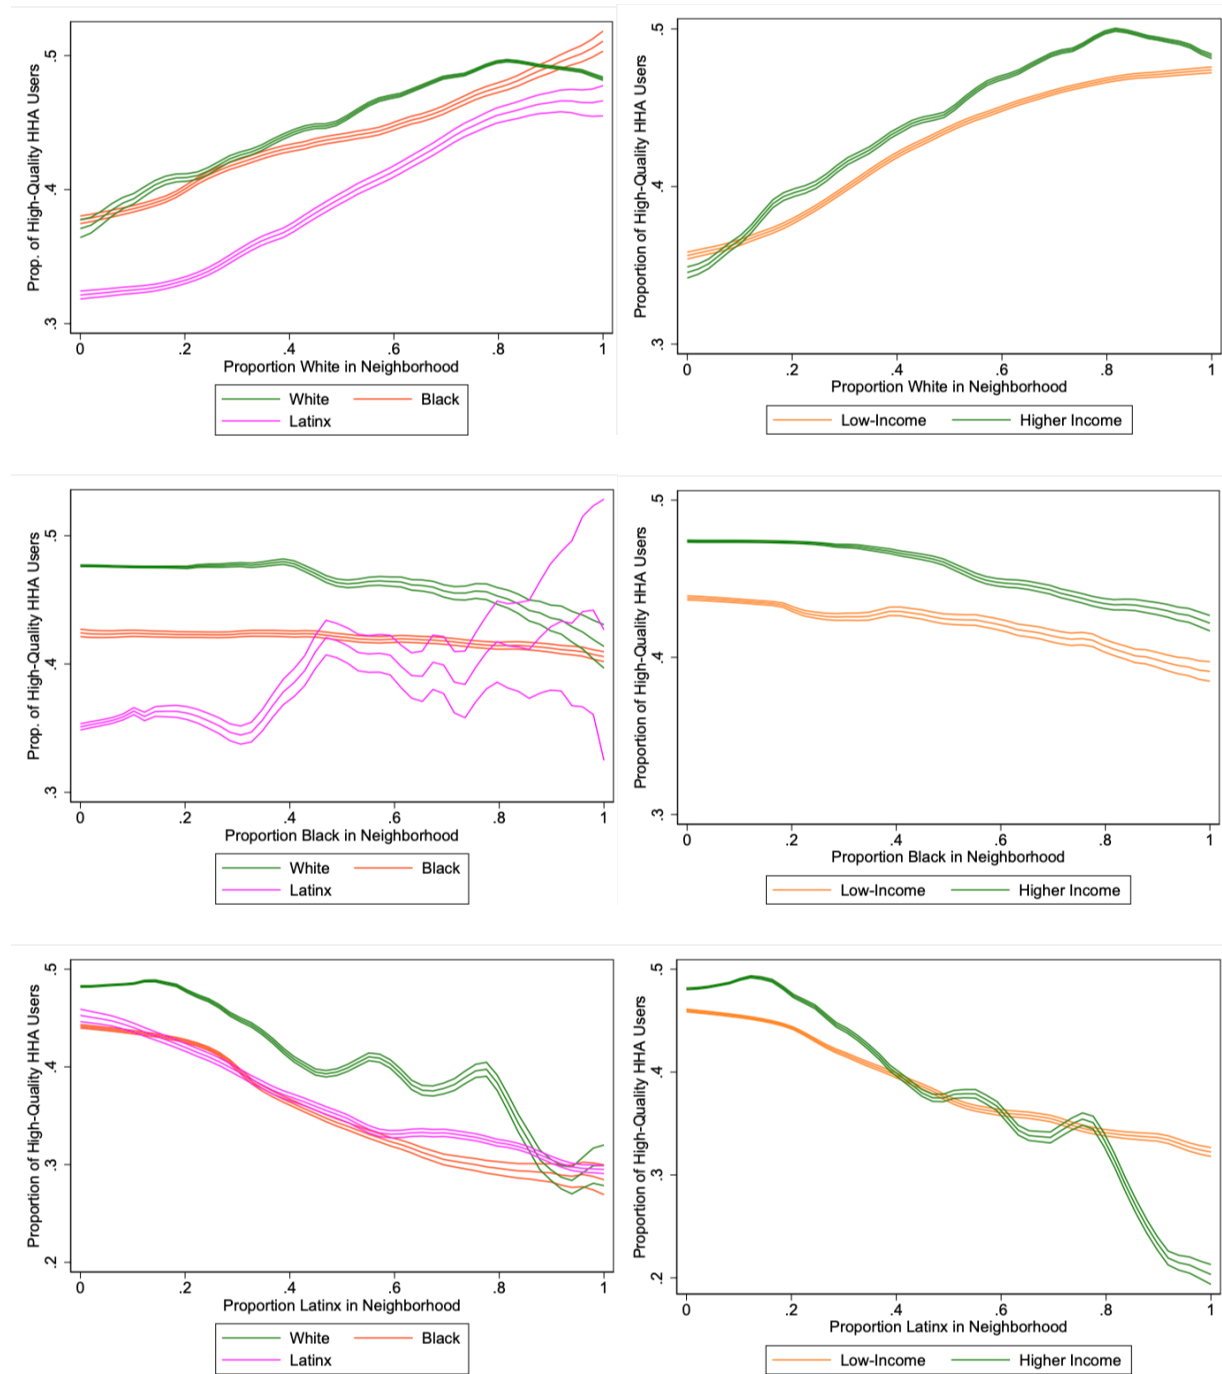 Prop. of High-Quality HHA Users
.5
.4
.3
0 .2 .4 .6 .8 1
Proportion White in Neighborhood
White Black
Latinx
Proportion of High-Quality HHA Users
.5
.4
.3
0 .2 .4 .6 .8 1
Proportion White in Neighborhood
Low-Income Higher Income
Prop. of High-Quality HHA Users
.5
.4
.3
0 .2 .4 .6 .8 1
Proportion Black in Neighborhood
White Black
Latinx
Proportion of High-Quality HHA Users
.5
.4
.3
0 .2 .4 .6 .8 1
Proportion Black in Neighborhood
Low-Income Higher Income
Proportion of High-Quality HHA Users
.5
.4
.3
.2
0 .2 .4 .6 .8 1
Proportion Latinx in Neighborhood
White Black
Latinx
Proportion of High-Quality HHA Users
.5
.4
.3
.2
0 .2 .4 .6 .8 1
Proportion Latinx in Neighborhood
Low-Income Higher Income